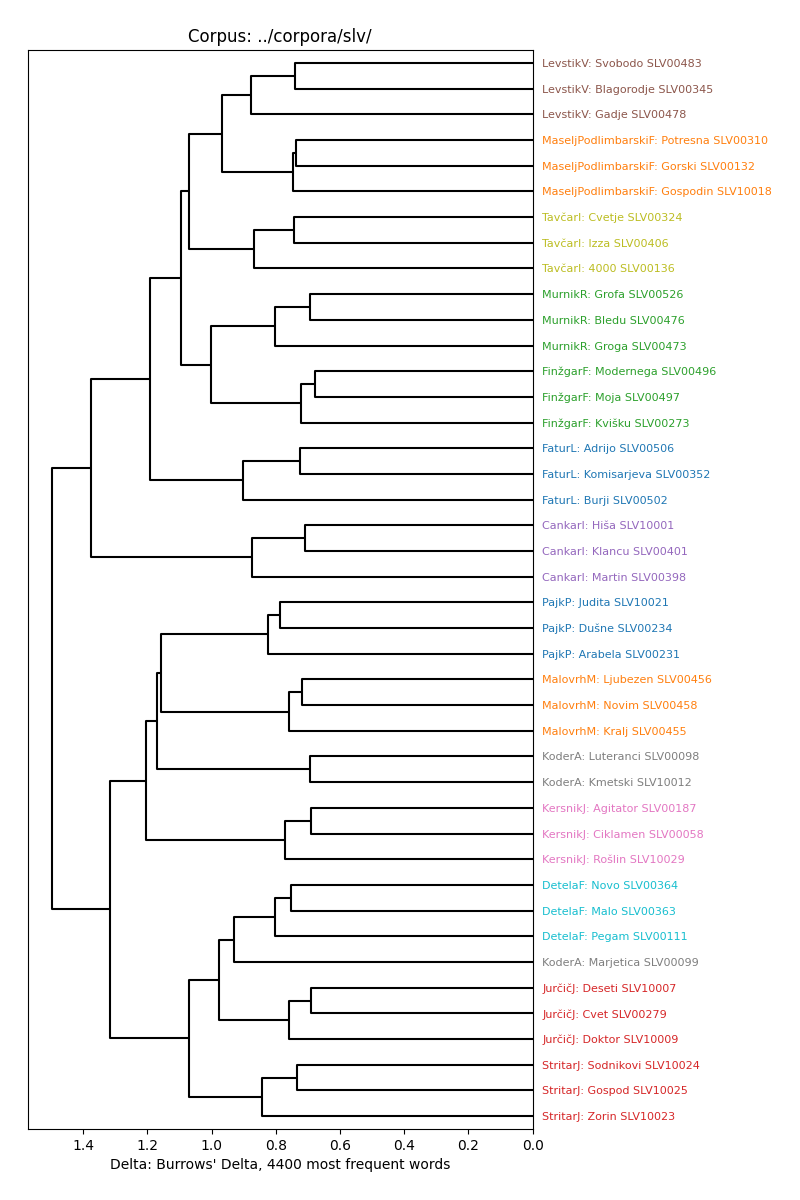 Corpus: ../corpora/slv/
LevstikV: Svobodo SLV00483
LevstikV: Blagorodje SLV00345
LevstikV: Gadje SLV00478
MaseljPodlimbarskiF: Potresna SLV00310
MaseljPodlimbarskiF: Gorski SLV00132
MaseljPodlimbarskiF: Gospodin SLV10018
TavčarI: Cvetje SLV00324
TavčarI: Izza SLV00406
TavčarI: 4000 SLV00136
MurnikR: Grofa SLV00526
MurnikR: Bledu SLV00476
MurnikR: Groga SLV00473
FinžgarF: Modernega SLV00496
FinžgarF: Moja SLV00497
FinžgarF: Kvišku SLV00273
FaturL: Adrijo SLV00506
FaturL: Komisarjeva SLV00352
FaturL: Burji SLV00502
CankarI: Hiša SLV10001
CankarI: Klancu SLV00401
CankarI: Martin SLV00398
PajkP: Judita SLV10021
PajkP: Dušne SLV00234
PajkP: Arabela SLV00231
MalovrhM: Ljubezen SLV00456
MalovrhM: Novim SLV00458
MalovrhM: Kralj SLV00455
KoderA: Luteranci SLV00098
KoderA: Kmetski SLV10012
KersnikJ: Agitator SLV00187
KersnikJ: Ciklamen SLV00058
KersnikJ: Rošlin SLV10029
DetelaF: Novo SLV00364
DetelaF: Malo SLV00363
DetelaF: Pegam SLV00111
KoderA: Marjetica SLV00099
JurčičJ: Deseti SLV10007
JurčičJ: Cvet SLV00279
JurčičJ: Doktor SLV10009
StritarJ: Sodnikovi SLV10024
StritarJ: Gospod SLV10025
StritarJ: Zorin SLV10023
1.4 1.2 1.0 0.8 0.6 0.4 0.2 0.0
Delta: Burrows' Delta, 4400 most frequent words